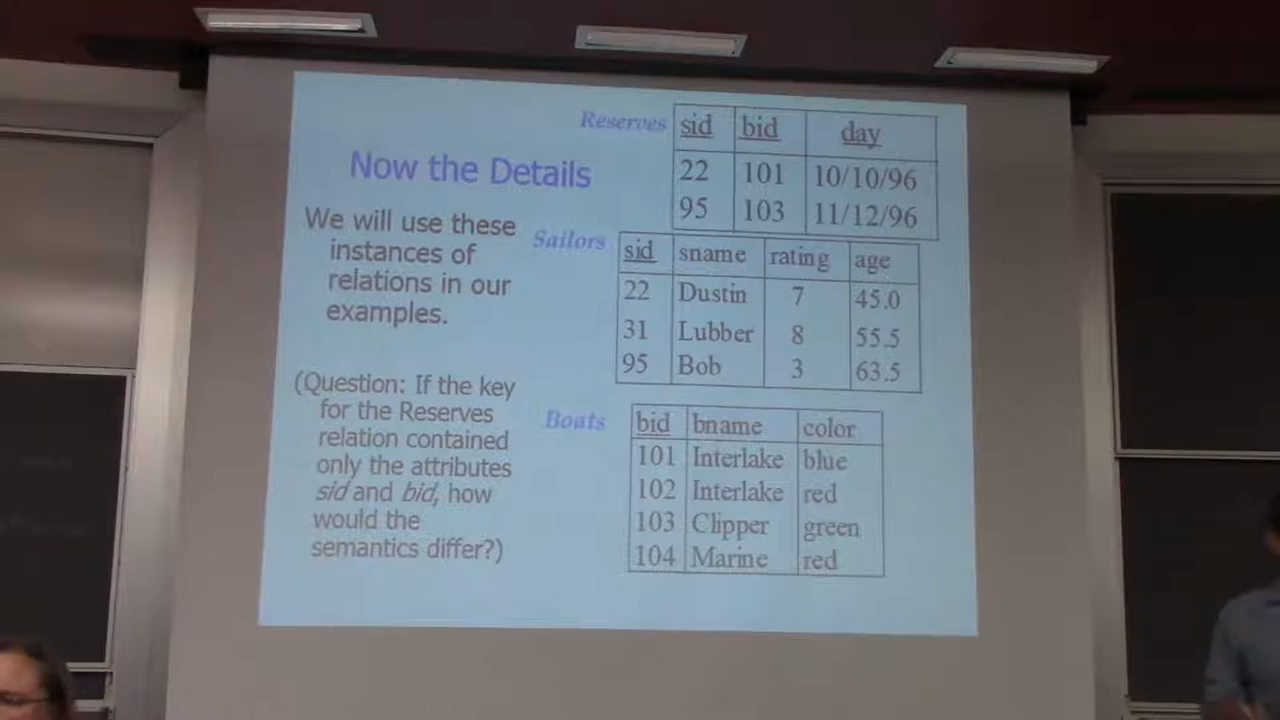 Now the Details
We will use these
instances of
relations in our
examples.
(Question: If the key
for the Reserves
relation contained
only the attributes
sid and bid, how
would the
semantics differ?)
Reserves
sid bid day
22 101 10/10/96
95 103 11/12/96
Sailors
sid sname rating age
22 Dustin 7 45.0
31 Lubber 8 55.5
95 Bob 3 63.5
Boats
bid bname color
101 Interlake blue
102 Interlake red
103 Clipper green
104 Marine red